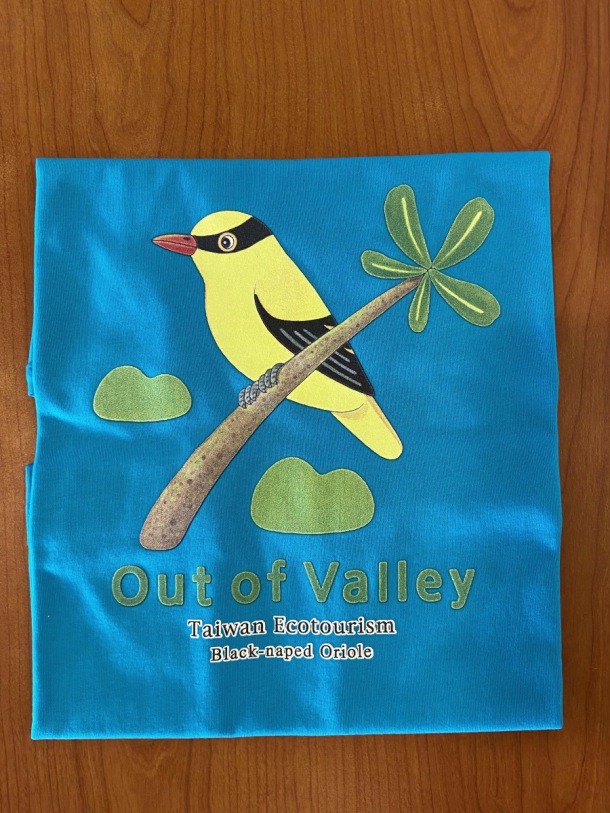 Out of Valley
Taiwan Ecotourism
Black-naped Oriole